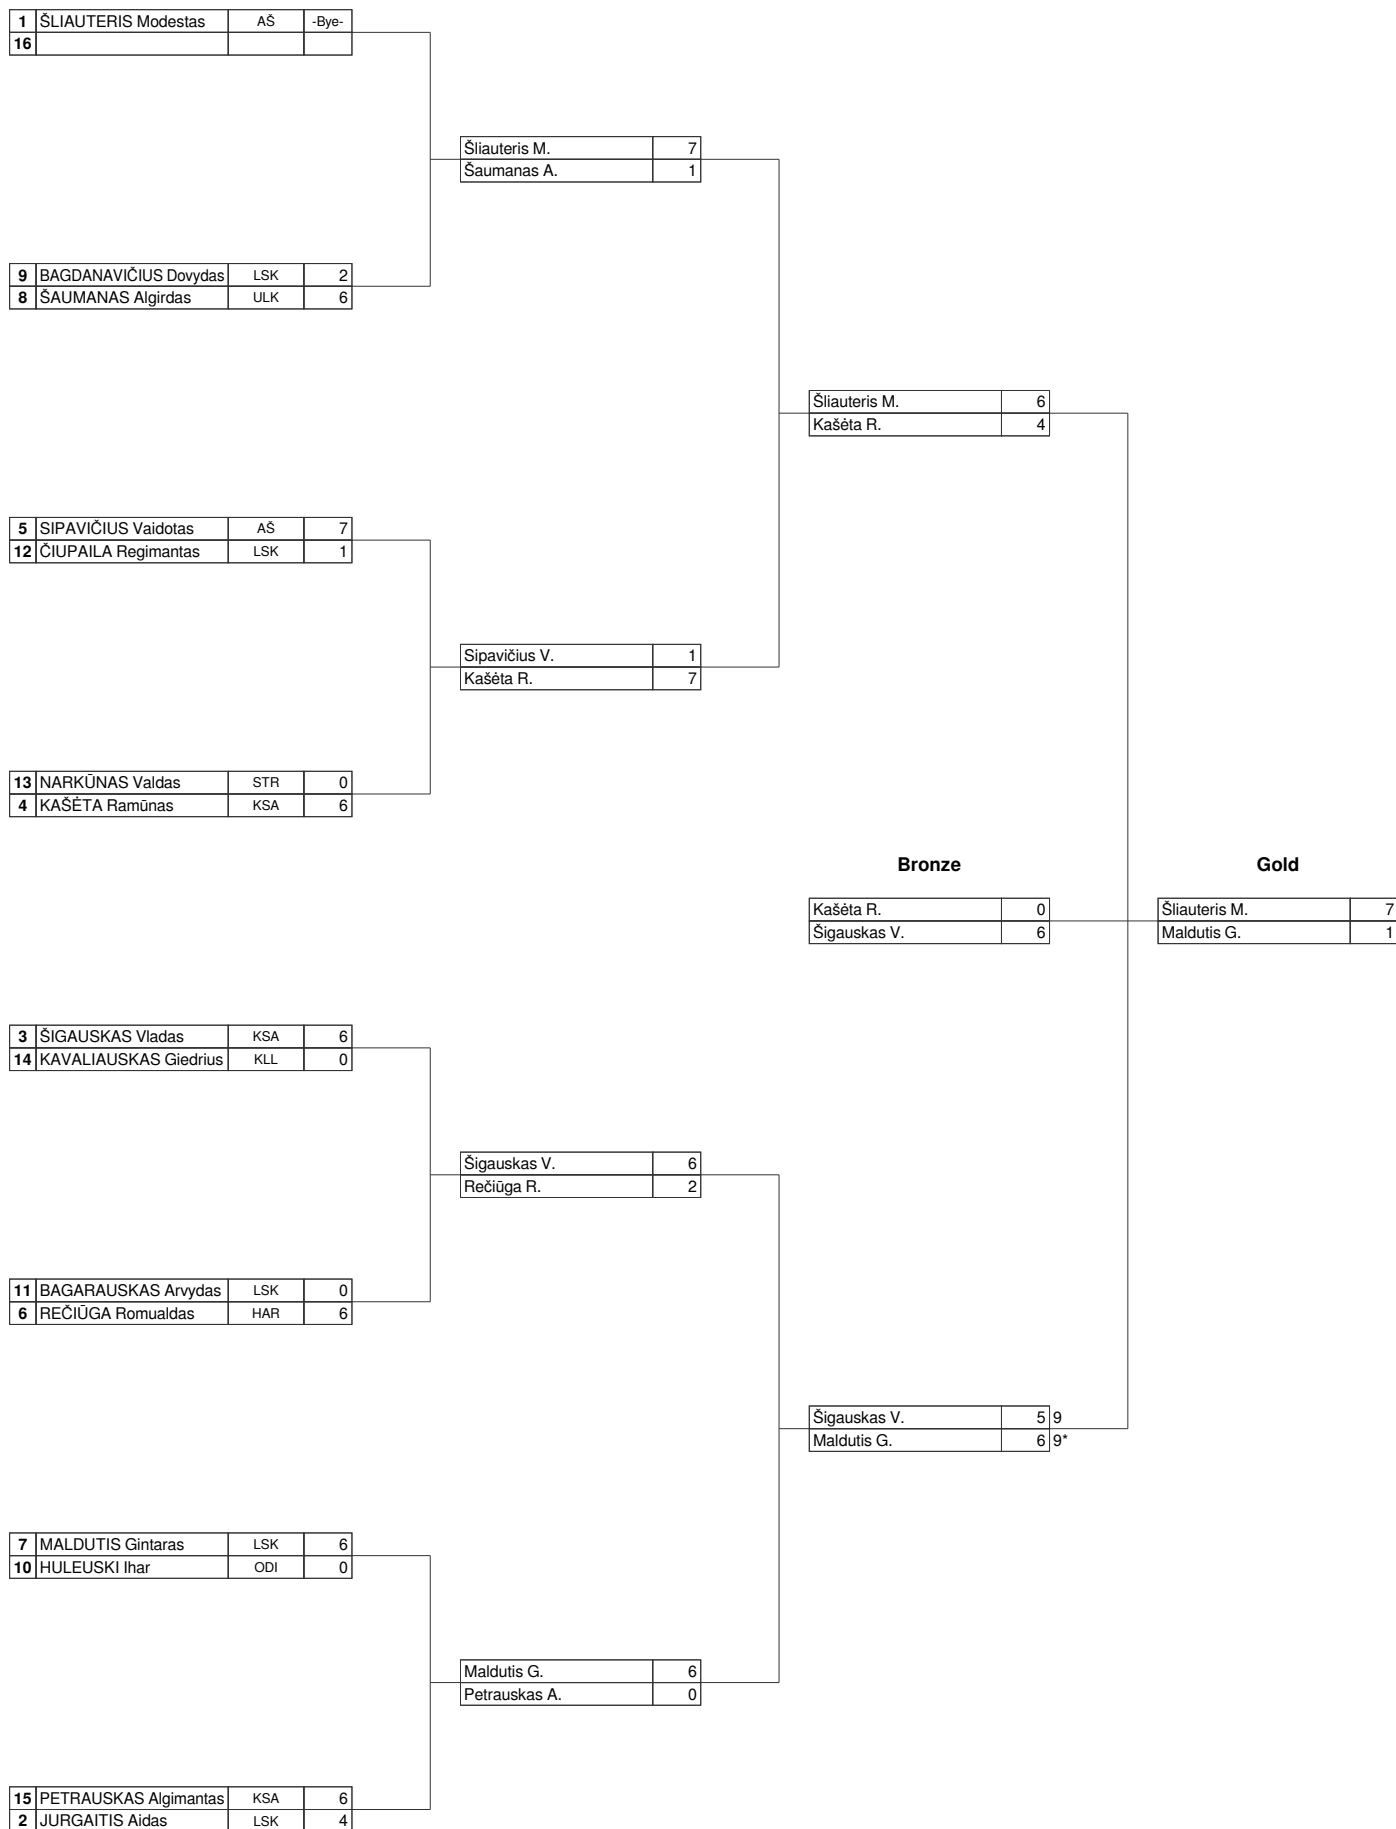 1 ŠLIAUTERIS Modestas AŠ -Bye-
16
Šliauteris M. 7
Šaumanas A. 1
9 BAGDANAVIČIUS Dovydas LSK 2
8 ŠAUMANAS Algirdas ULK 6
Šliauteris M. 6
Kašėta R. 4
5 SIPAVIČIUS Vaidotas AŠ 7
12 ČIUPAILA Regimantas LSK 1
Sipavičius V. 1
Kašėta R. 7
13 NARKŪNAS Valdas STR 0
4 KAŠĖTA Ramūnas KSA 6
Bronze Gold
Kašėta R. 0 Šliauteris M. 7
Šigauskas V. 6 Maldutis G. 1
3 ŠIGAUSKAS Vladas KSA 6
14 KAVALIAUSKAS Giedrius KLL 0
Šigauskas V. 6
Rečiūga R. 2
11 BAGARAUSKAS Arvydas LSK 0
6 REČIŪGA Romualdas HAR 6
Šigauskas V. 5 9
Maldutis G. 6 9*
7 MALDUTIS Gintaras LSK 6
10 HULEUSKI Ihar ODI 0
Maldutis G. 6
Petrauskas A. 0
15 PETRAUSKAS Algimantas KSA 6
2 JURGAITIS Aidas LSK 4